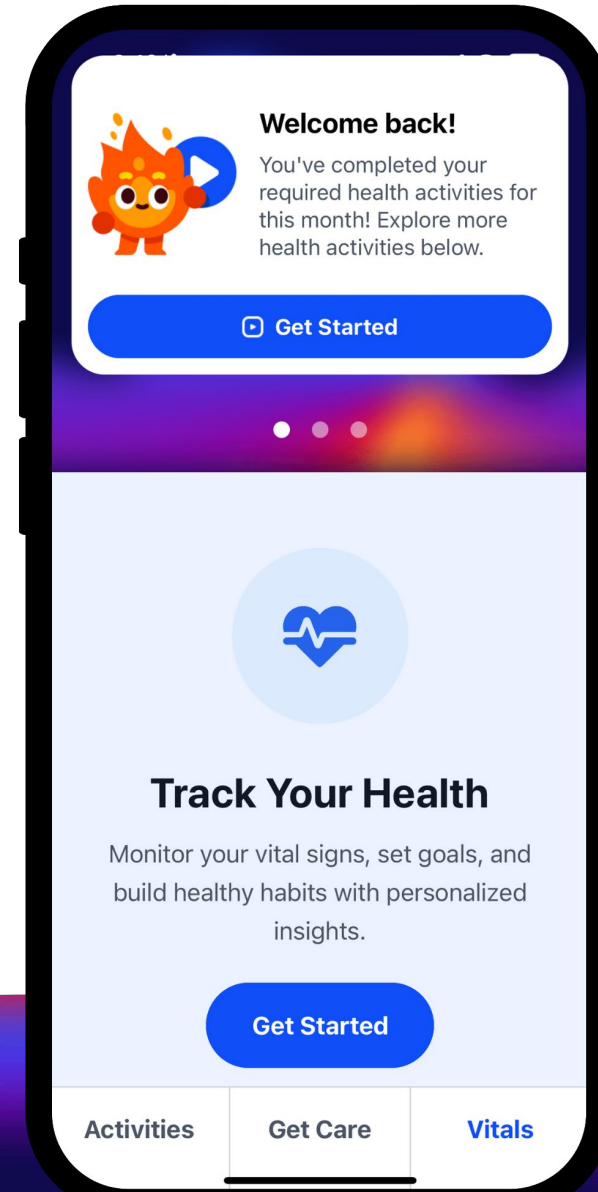 Welcome back!
You've completed your
required health activities for
this month! Explore more
health activities below.
Get Started
Track Your Health
Monitor your vital signs, set goals, and
build healthy habits with personalized
insights.
Get Started
Activities
Get Care
Vitals